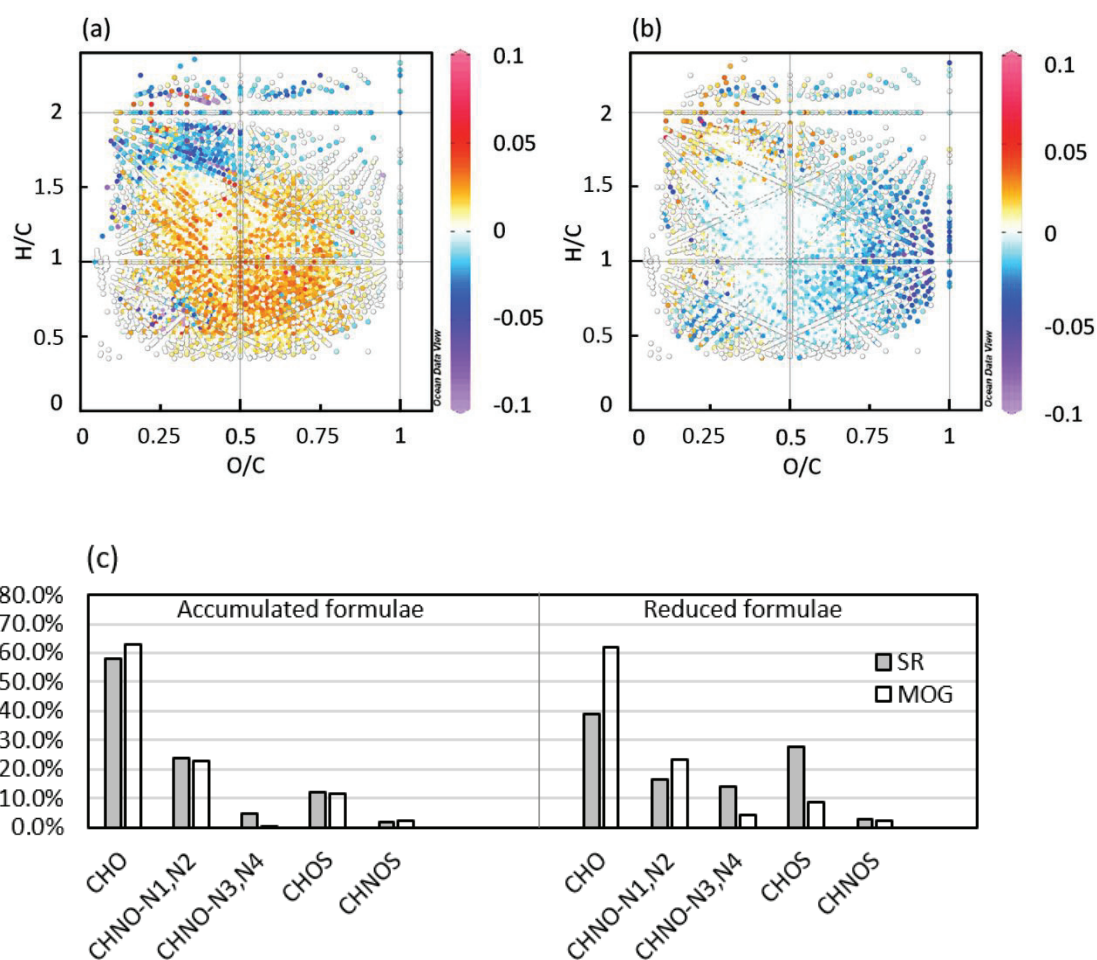 (a)
(b)
0.1
0.05
0
-0.05
-0.1
2
1.5
1
0.5
0
H/C
0
0.25
0.5
0.75
1
O/C
Ocean Data View
0.1
0.05
0
-0.05
-0.1
2
1.5
1
0.5
0
H/C
0
0.25
0.5
0.75
1
O/C
Ocean Data View
(c)
80.0%
70.0%
60.0%
50.0%
40.0%
30.0%
20.0%
10.0%
0.0%
Accumulated formulae
Reduced formulae
SR
MOG
CHO
CHNO-N1,N2
CHNO-N3,N4
CHOS
CHNOS
CHO
CHNO-N1,N2
CHNO-N3,N4
CHOS
CHNOS